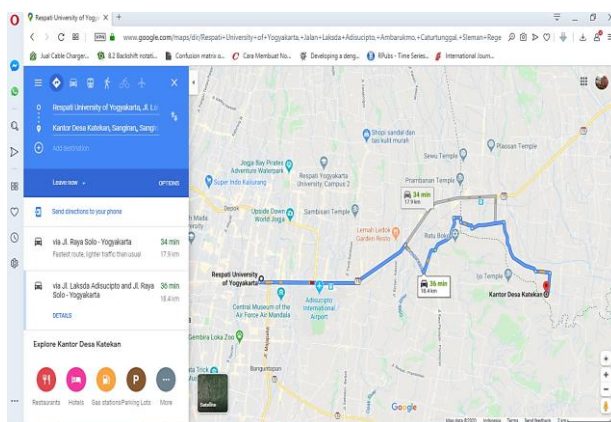 Respati University of Yogy
www.google.com/maps/dir/Respati+University+of+Yogyakarta,+Jalan+Laksda+Adisucipto,+Ambarukmo,+Caturtunggal,+Sleman+Rege
Jual Cable Charger...
8.2 Backshift notati...
Confusion matrix o...
Cara Membuat No...
Developing a deng...
RPubs - Time Series...
International Journ...
Respati University of Yogyakarta, Jl. La
Kantor Desa Katekan, Sangiran, Sangi
Add destination
Leave now
OPTIONS
Send directions to your phone
via Jl. Raya Solo - Yogyakarta
34 min
Fastest route, lighter traffic than usual
17.9 km
via Jl. Laksda Adisucipto and Jl. Raya
Solo - Yogyakarta
36 min
18.4 km
DETAILS
Explore Kantor Desa Katekan
Restaurants
Hotels
Gas stations
Parking Lots
More
P
Shopi sandal dan
tas kulit murah
Plaosan Temple
Sewu Temple
Jogja Bay Pirates
Adventure Waterpark
Prambanan Temple
Super Indo Kaliurang
Respati Yogyakarta
University, Campus 2
34 min
17.9 km
Depok
Upside Down
World Jogja
Sambisari Temple
Lemah Ledok
Garden Resto
Ratu Boko
Respati University
of Yogyakarta
Adisucipto
International
Airport
36 min
18.4 km
Ijo Temple
Kantor Desa Katekan
Central Museum of the
Air Force Air Mandala
Gembira Loka Zoo
Banguntapan
Satellite
Google